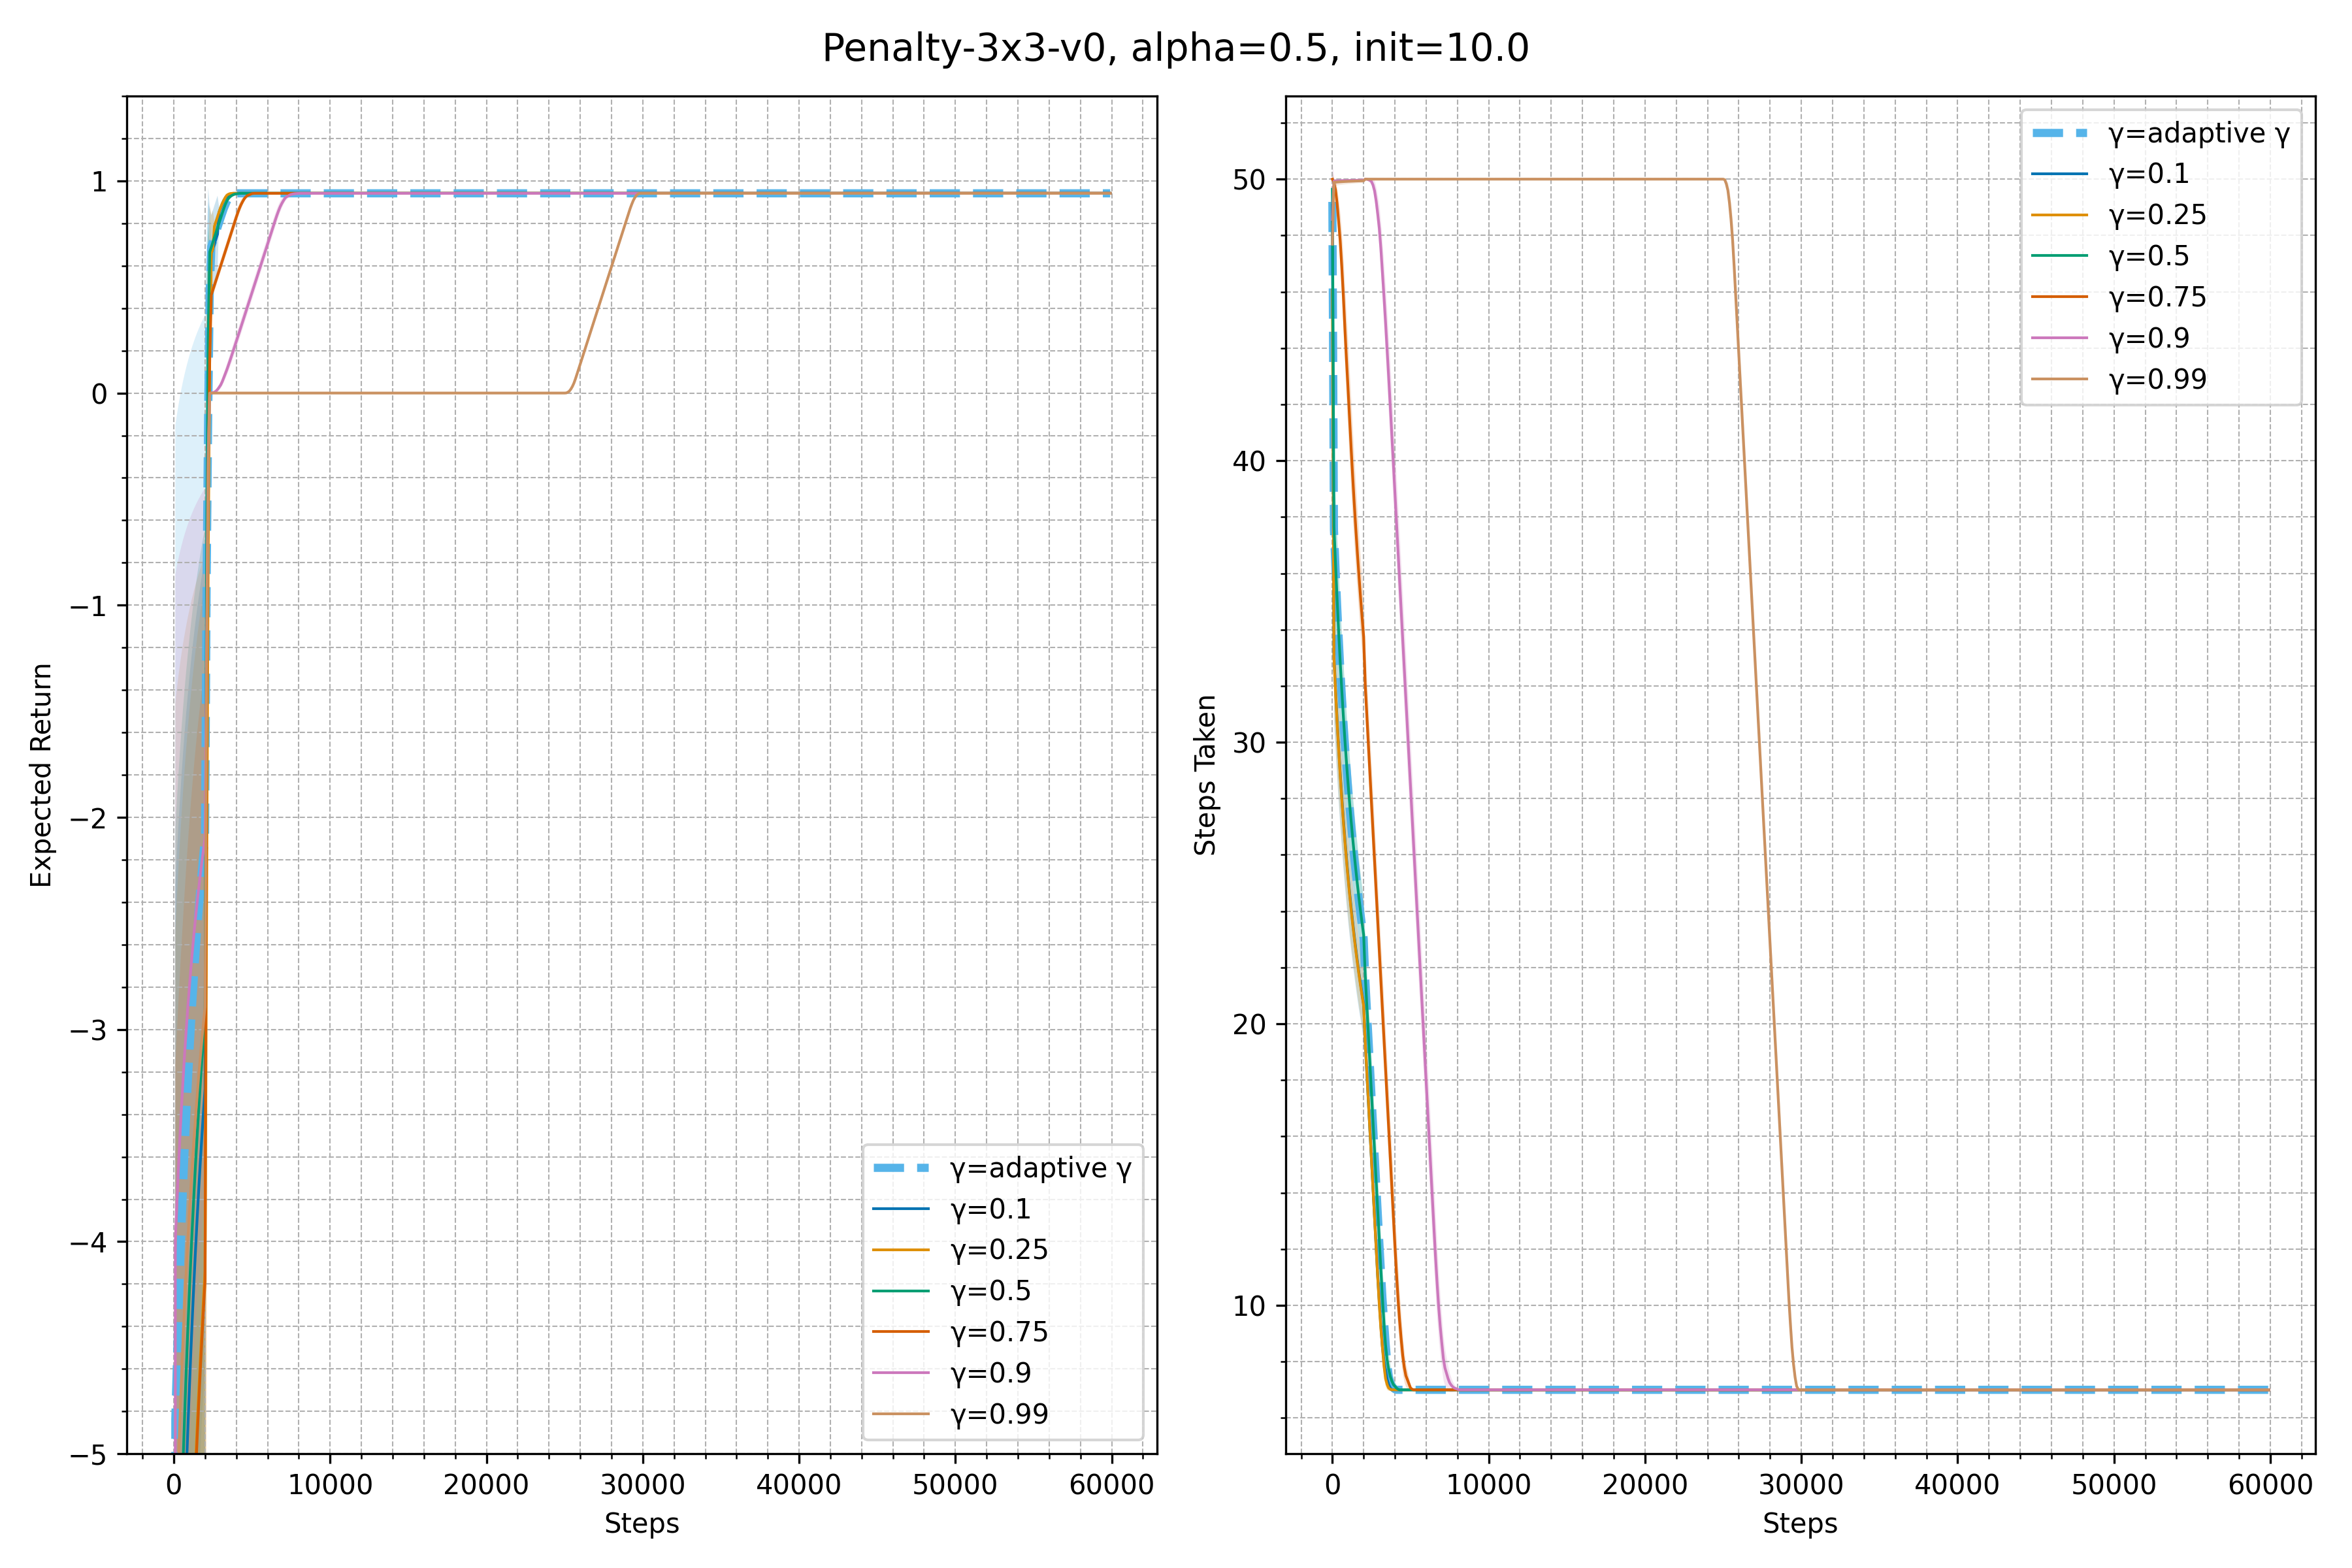 Penalty-3x3-v0, alpha=0.5, init=10.0
Expected Return
1
0
−1
−2
−3
−4
−5
0
10000
20000
30000
40000
50000
60000
Steps
γ=adaptive γ
γ=0.1
γ=0.25
γ=0.5
γ=0.75
γ=0.9
γ=0.99
Steps Taken
50
40
30
20
10
0
10000
20000
30000
40000
50000
60000
Steps
γ=adaptive γ
γ=0.1
γ=0.25
γ=0.5
γ=0.75
γ=0.9
γ=0.99